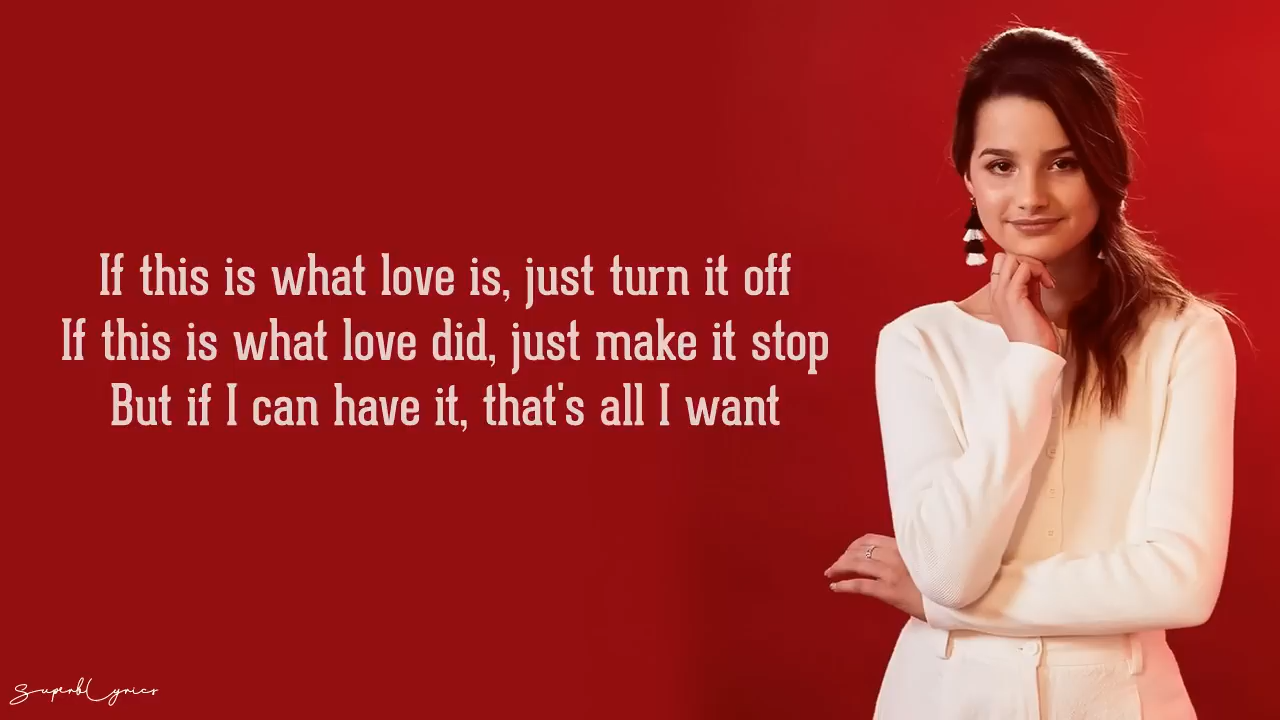 If this is what love is, just turn it off
If this is what love did, just make it stop
But if I can have it, that's all I want
SuperbLyrics